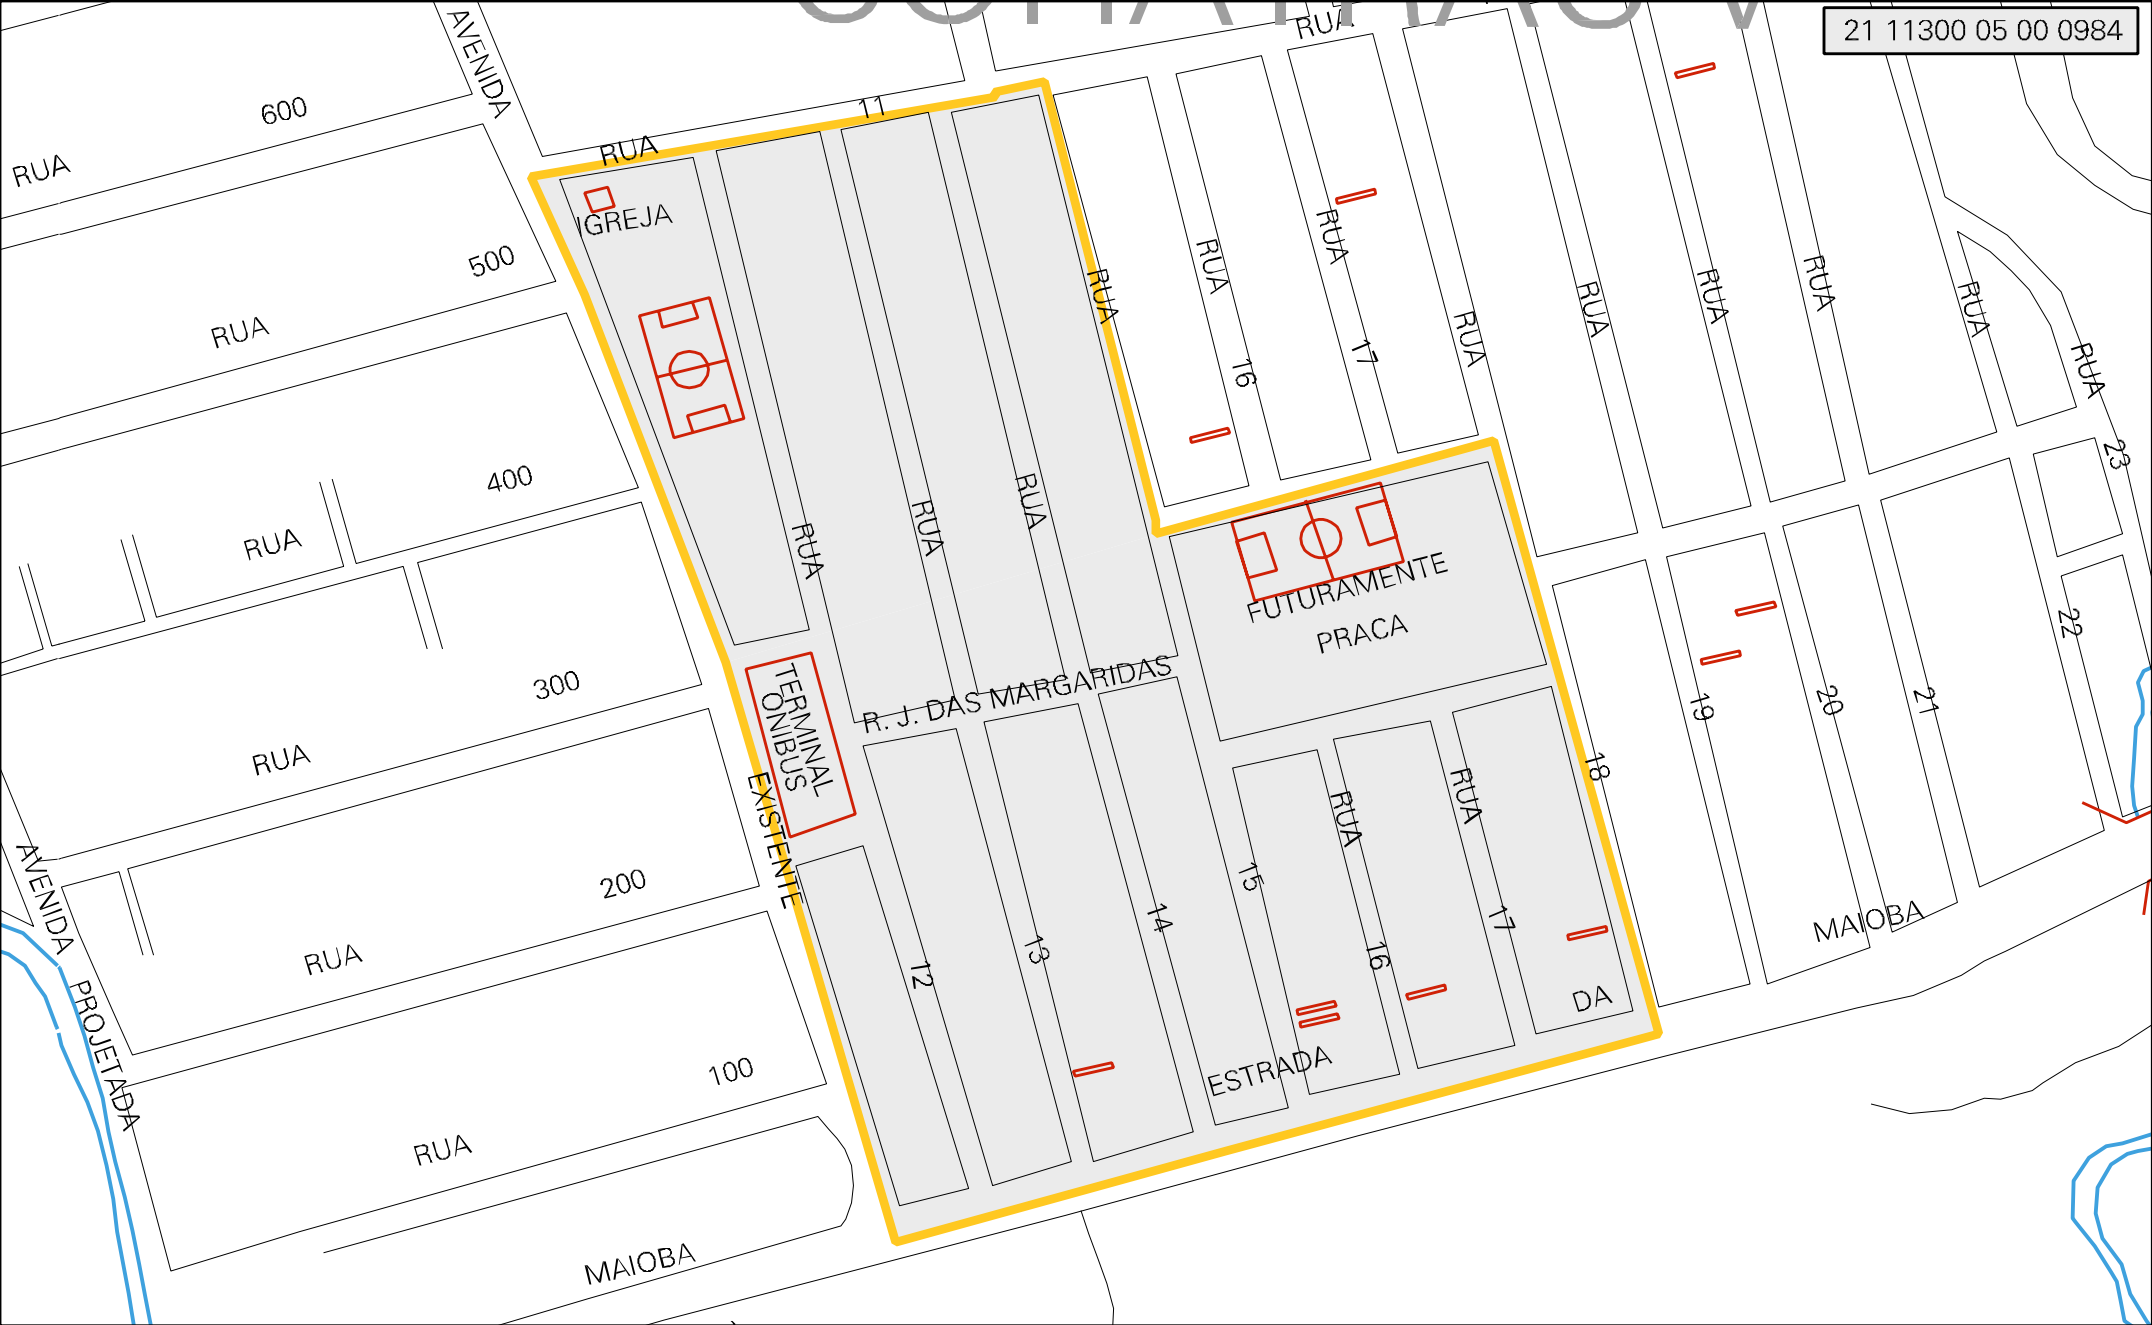 21 11300 05 00 0984
RUA
AVENIDA
600
RUA
11
RUA
IGREJA
500
RUA
RUA
RUA
RUA
RUA
RUA
RUA
RUA
RUA
RUA
RUA
16
17
23
400
RUA
RUA
RUA
RUA
FUTURAMENTE
PRACA
22
300
RUA
R. J. DAS MARGARIDAS
TERMINAL
ONIBUS
EXISTENTE
RUA
RUA
18
19
20
21
200
RUA
AVENIDA
PROJETADA
12
13
14
15
16
17
MAIOBA
DA
ESTRADA
100
RUA
MAIOBA